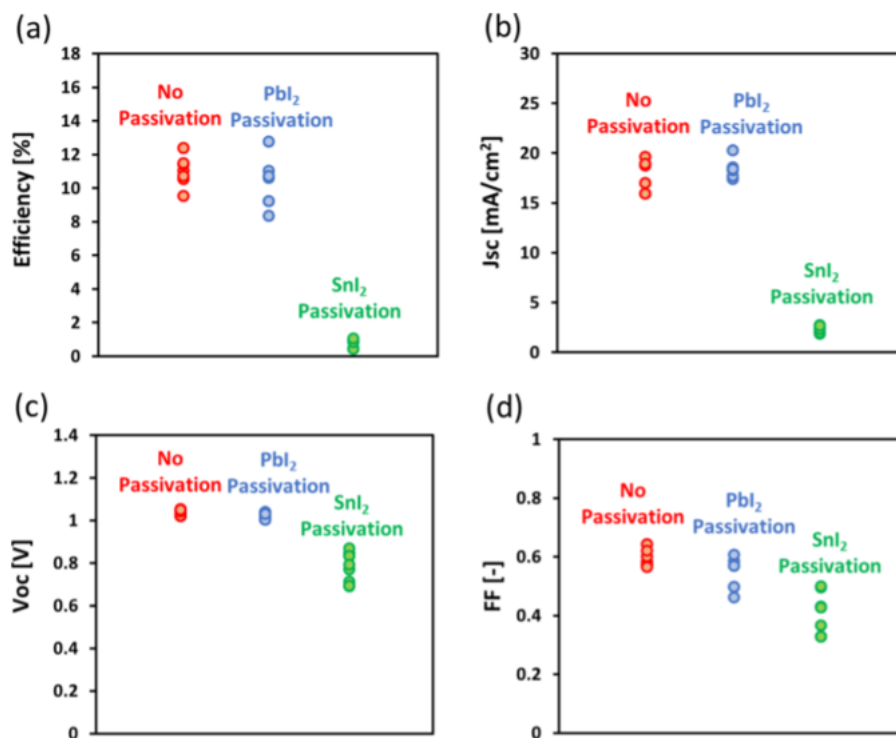 (a)
Efficiency [%]
18
16
14
12
10
8
6
4
2
0
No
Passivation
PbI₂
Passivation
SnI₂
Passivation
(b)
Jsc [mA/cm²]
30
25
20
15
10
5
0
No
Passivation
PbI₂
Passivation
SnI₂
Passivation
(c)
Voc [V]
1.4
1.2
1
0.8
0.6
0.4
0.2
0
No
Passivation
PbI₂
Passivation
SnI₂
Passivation
(d)
FF [-]
1
0.8
0.6
0.4
0.2
0
No
Passivation
PbI₂
Passivation
SnI₂
Passivation